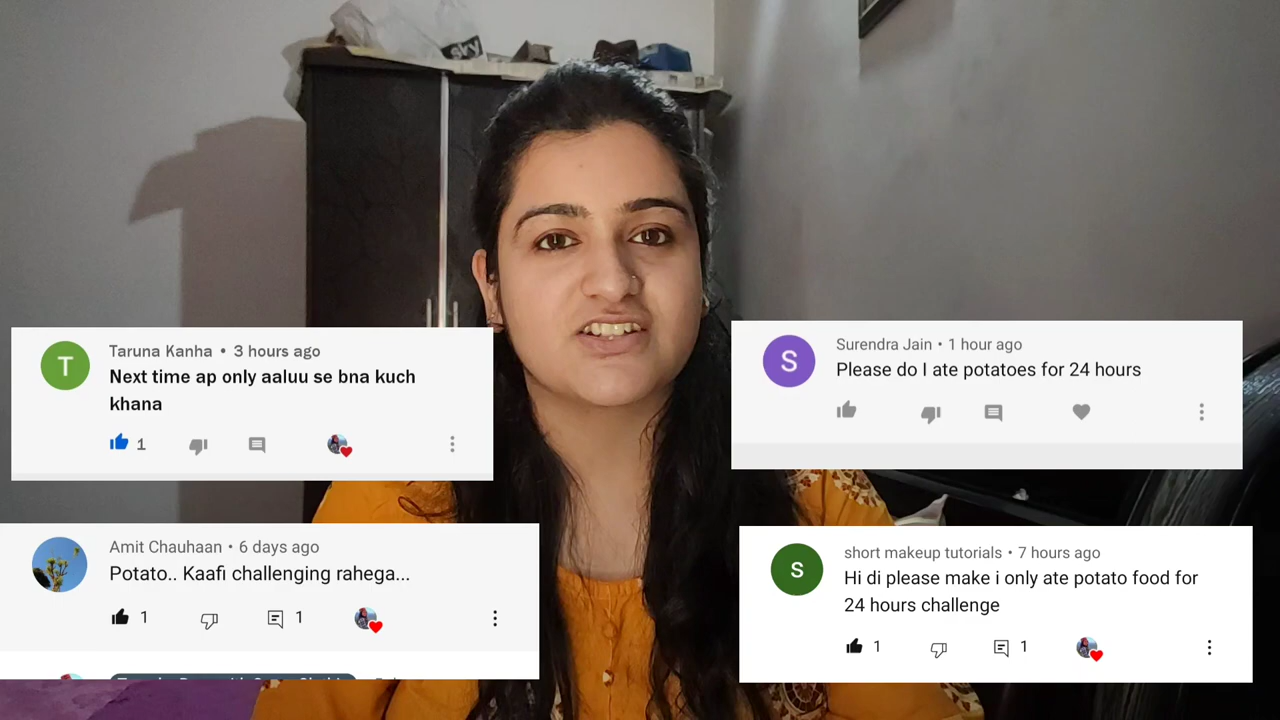 sky
T
Taruna Kanha • 3 hours ago
Next time ap only aaluu se bna kuch
khana
1
S
Surendra Jain • 1 hour ago
Please do I ate potatoes for 24 hours
Amit Chauhaan • 6 days ago
Potato.. Kaafi challenging rahega...
1 1
s
short makeup tutorials • 7 hours ago
Hi di please make i only ate potato food for
24 hours challenge
1 1